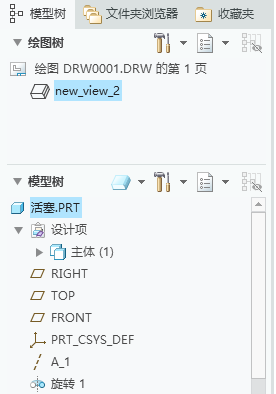 模型树 文件夹浏览器 收藏夹
绘图树
绘图 DRW0001.DRW 的第 1 页
new_view_2
模型树
活塞.PRT
设计项
主体 (1)
RIGHT
TOP
FRONT
PRT_CSYS_DEF
A_1
旋转 1